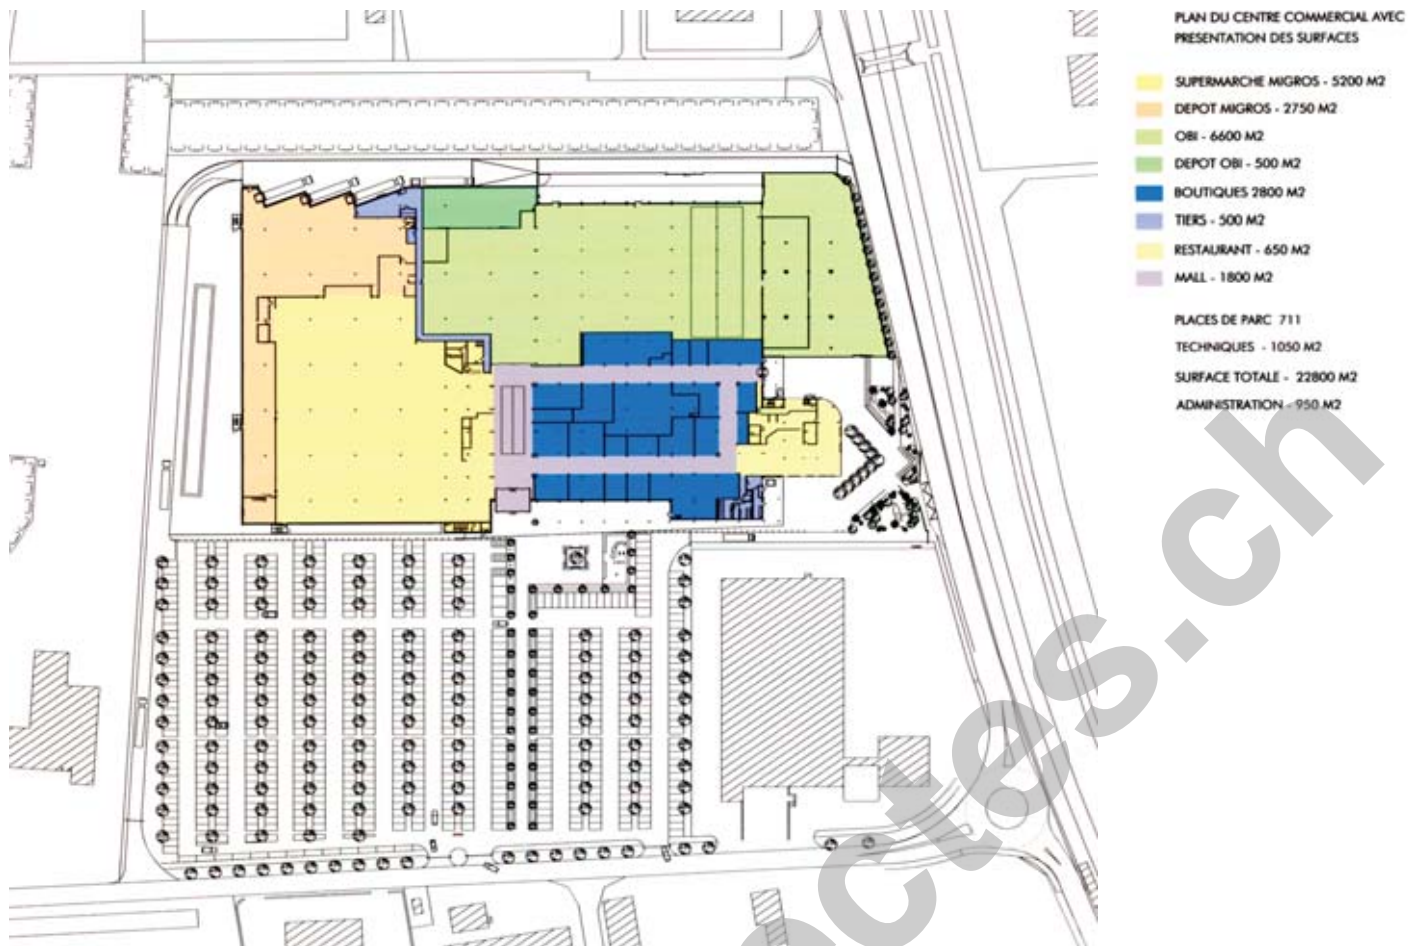 PLAN DU CENTRE COMMERCIAL AVEC
PRESENTATION DES SURFACES
SUPERMARCHE MIGROS - 5200 M2
DEPOT MIGROS - 2750 M2
OBI - 6600 M2
DEPOT OBI - 500 M2
BOUTIQUES 2800 M2
TIERS - 500 M2
RESTAURANT - 650 M2
MALL - 1800 M2
PLACES DE PARC 711
TECHNIQUES - 1050 M2
SURFACE TOTALE - 22800 M2
ADMINISTRATION - 950 M2
ctes.ch